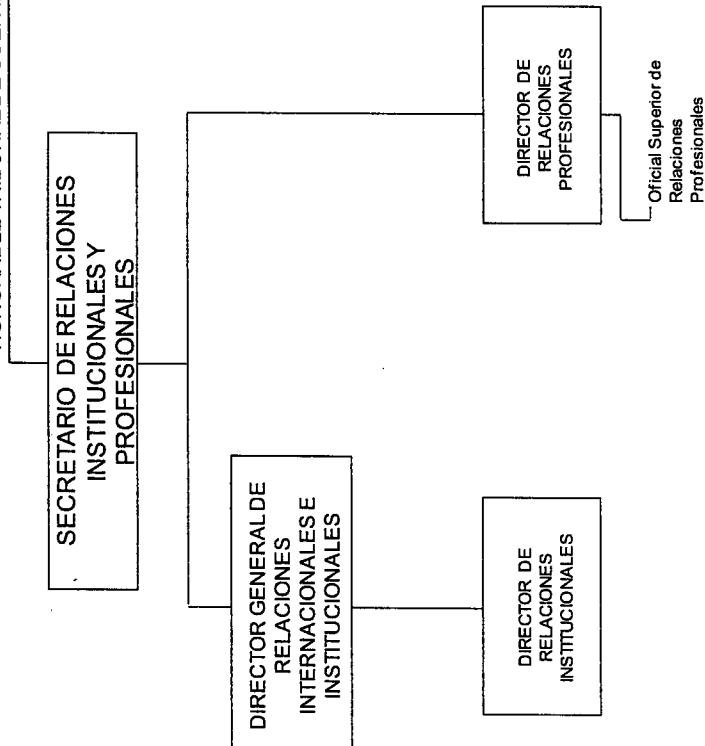 SECRETARIO DE RELACIONES
INSTITUCIONALES Y
PROFESIONALES
DIRECTOR GENERAL DE
RELACIONES
INTERNACIONALES E
INSTITUCIONALES
DIRECTOR DE
RELACIONES
INSTITUCIONALES
DIRECTOR DE
RELACIONES
PROFESIONALES
Oficial Superior de
Relaciones
Profesionales